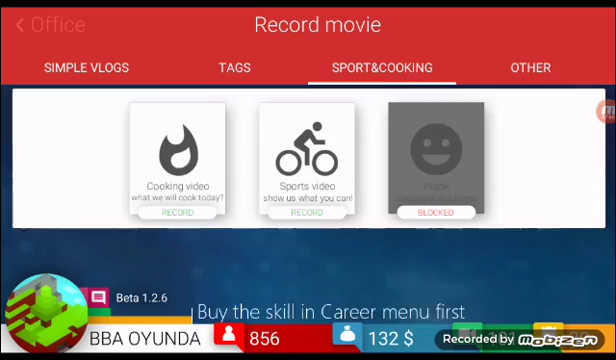 Office
Record movie
SIMPLE VLOGS
TAGS
SPORT&COOKING
OTHER
Cooking video
what we will cook today?
RECORD
Sports video
show us what you can!
RECORD
Prank
BLOCKED
Beta 1.2.6
Buy the skill in Career menu first
BBA OYUNDA
856
132 $
Recorded by
MOBIZEN